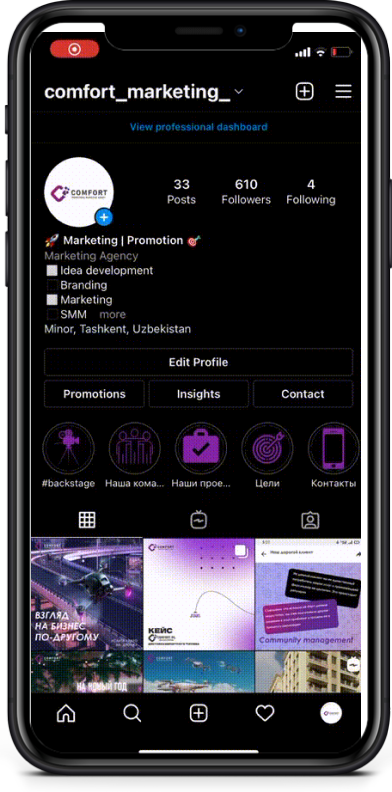 comfort_marketing_
View professional dashboard
COMFORT
33
610
4
Posts
Followers
Following
🚀 Marketing | Promotion 🎯
Marketing Agency
Idea development
Branding
Marketing
SMM more
Minor, Tashkent, Uzbekistan
Edit Profile
Promotions
Insights
Contact
#backstage
Наша кома...
Наши прое...
Цели
Контакты
ВЗГЛЯД
НА БИЗНЕС
ПО-ДРУГОМУ
КЕЙС
Community management
НА НОВЫЙ ГОД